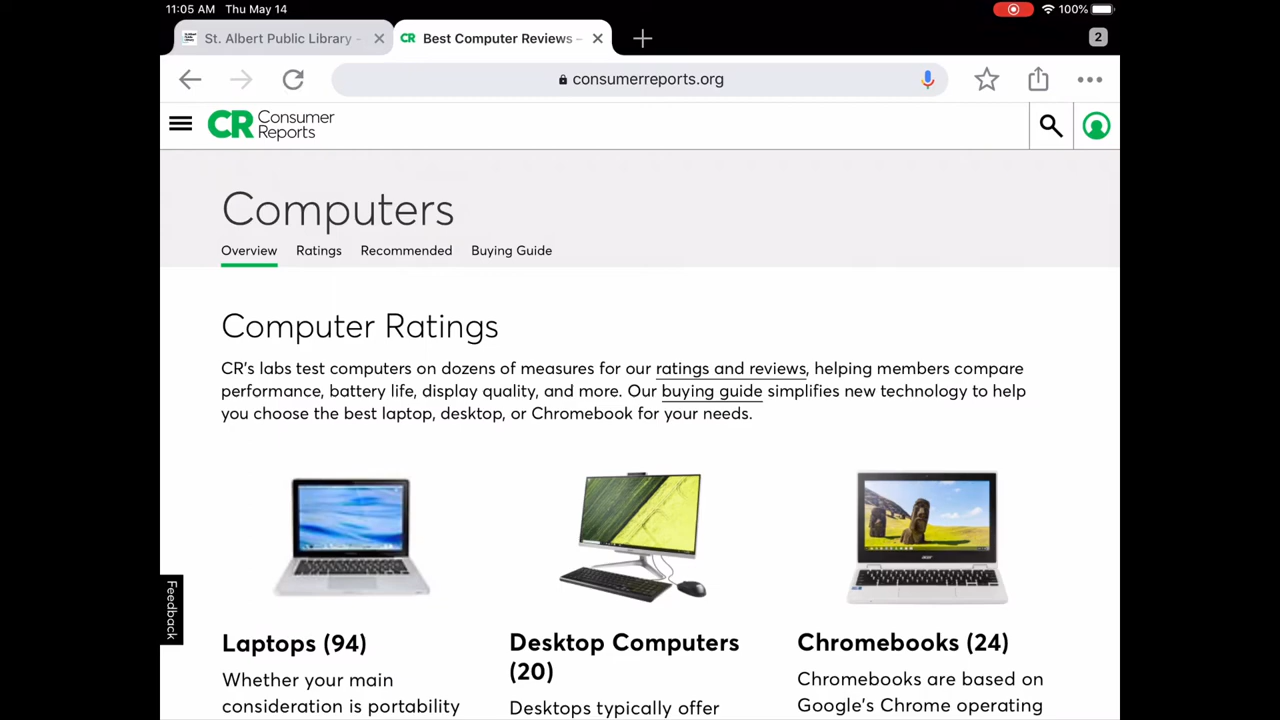 11:05 AM Thu May 14
100%
St. Albert Public Library -
CR Best Computer Reviews -
2
consumerreports.org
CR Consumer
Reports
Computers
Overview Ratings Recommended Buying Guide
Computer Ratings
CR's labs test computers on dozens of measures for our ratings and reviews, helping members compare
performance, battery life, display quality, and more. Our buying guide simplifies new technology to help
you choose the best laptop, desktop, or Chromebook for your needs.
Feedback
acer
Laptops (94)
Whether your main
consideration is portability
Desktop Computers
(20)
Desktops typically offer
Chromebooks (24)
Chromebooks are based on
Google's Chrome operating